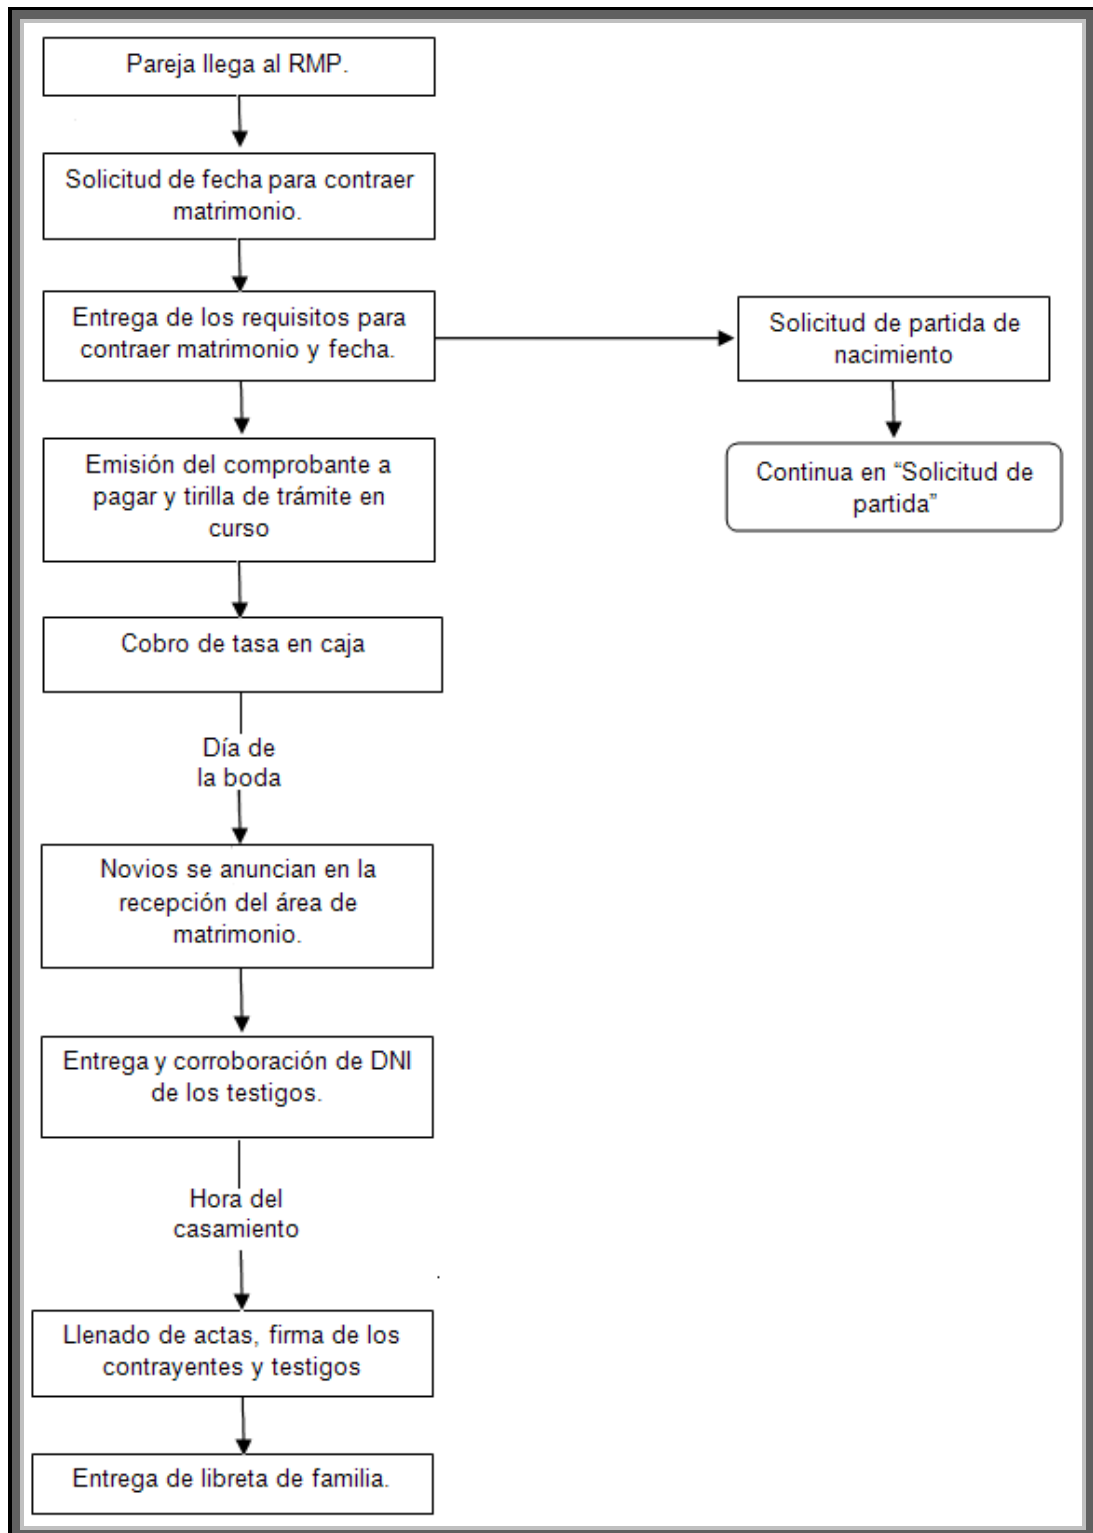 Pareja llega al RMP.
Solicitud de fecha para contraer
matrimonio.
Entrega de los requisitos para
contraer matrimonio y fecha.
Solicitud de partida de
nacimiento
Emisión del comprobante a
pagar y tirilla de trámite en
curso
Continua en “Solicitud de
partida”
Cobro de tasa en caja
Día de
la boda
Novios se anuncian en la
recepción del área de
matrimonio.
Entrega y corroboración de DNI
de los testigos.
Hora del
casamiento
Llenado de actas, firma de los
contrayentes y testigos
Entrega de libreta de familia.